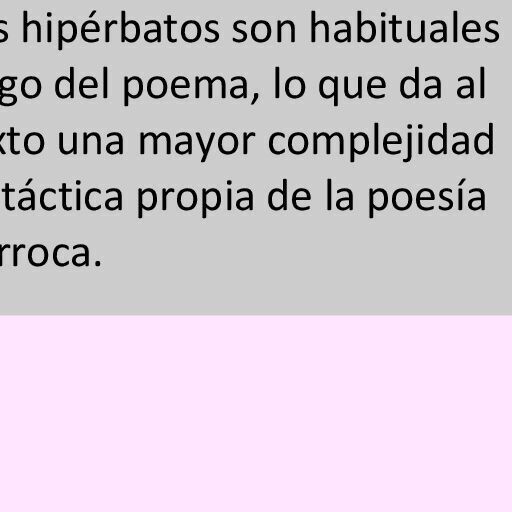 s hipérbatos son habituales
go del poema, lo que da al
xto una mayor complejidad
táctica propia de la poesía
rroca.